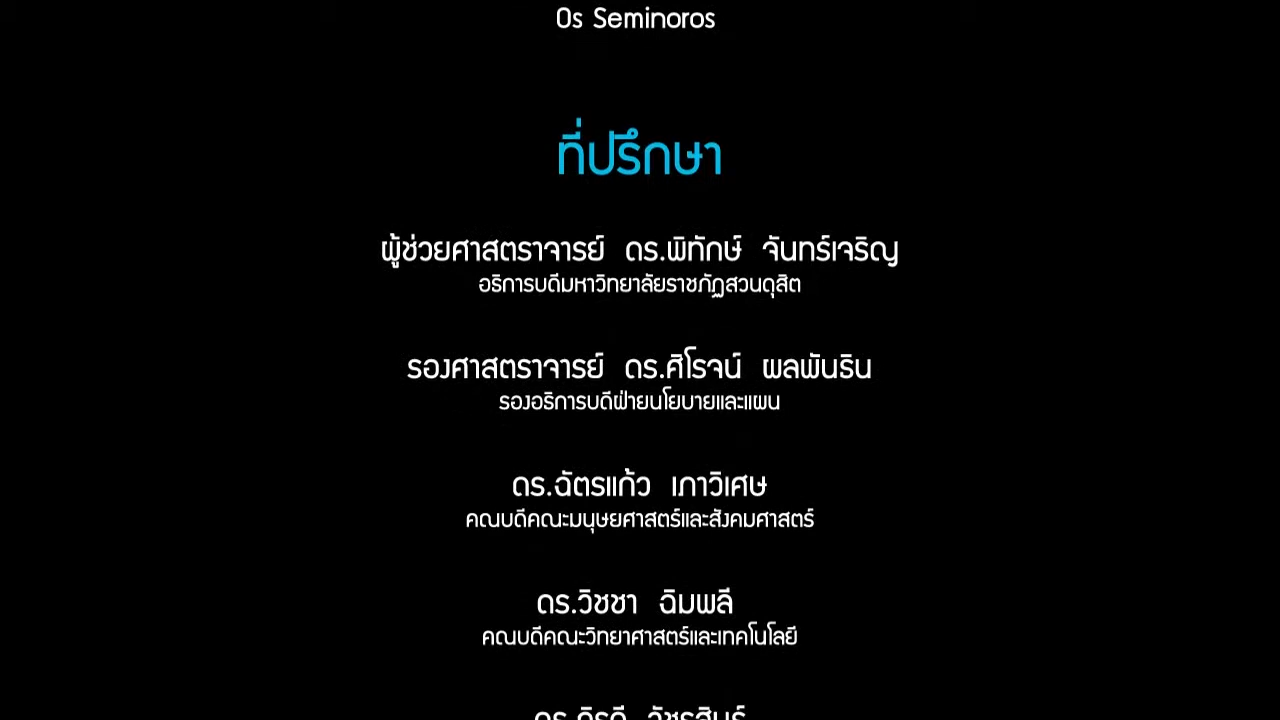 Os Seminoros
ที่ปรึกษา
ผู้ช่วยศาสตราจารย์ ดร.พิทักษ์ จันทร์เจริญ
อธิการบดีมหาวิทยาลัยราชภัฏสวนดุสิต
รองศาสตราจารย์ ดร.ศิโรจน์ ผลพันธิน
รองอธิการบดีฝ่ายนโยบายและแผน
ดร.ฉัตรแก้ว เภาวิเศษ
คณบดีคณะมนุษยศาสตร์และสังคมศาสตร์
ดร.วิชชา ฉิมพลี
คณบดีคณะวิทยาศาสตร์และเทคโนโลยี